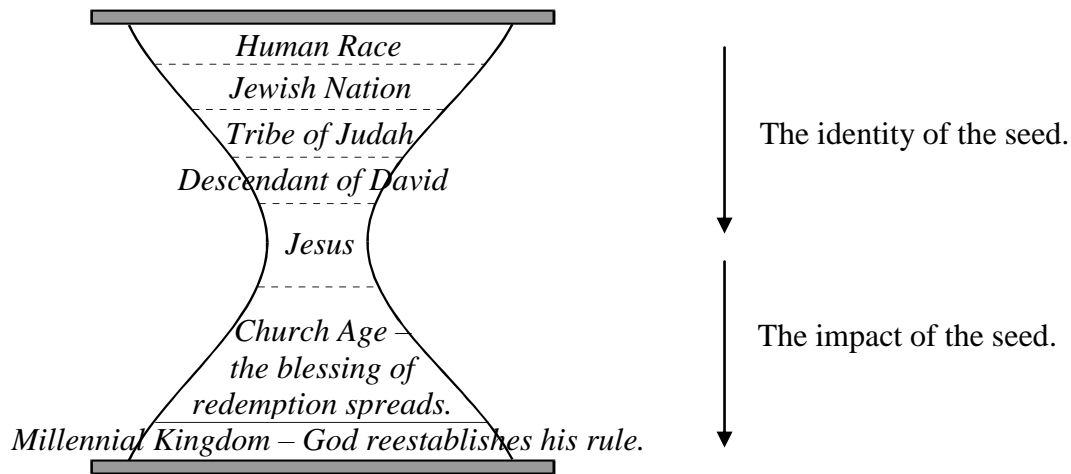 Human Race
Jewish Nation
Tribe of Judah
The identity of the seed.
Descendant of David
Jesus
Church Age –
the blessing of
redemption spreads.
The impact of the seed.
Millennial Kingdom – God reestablishes his rule.